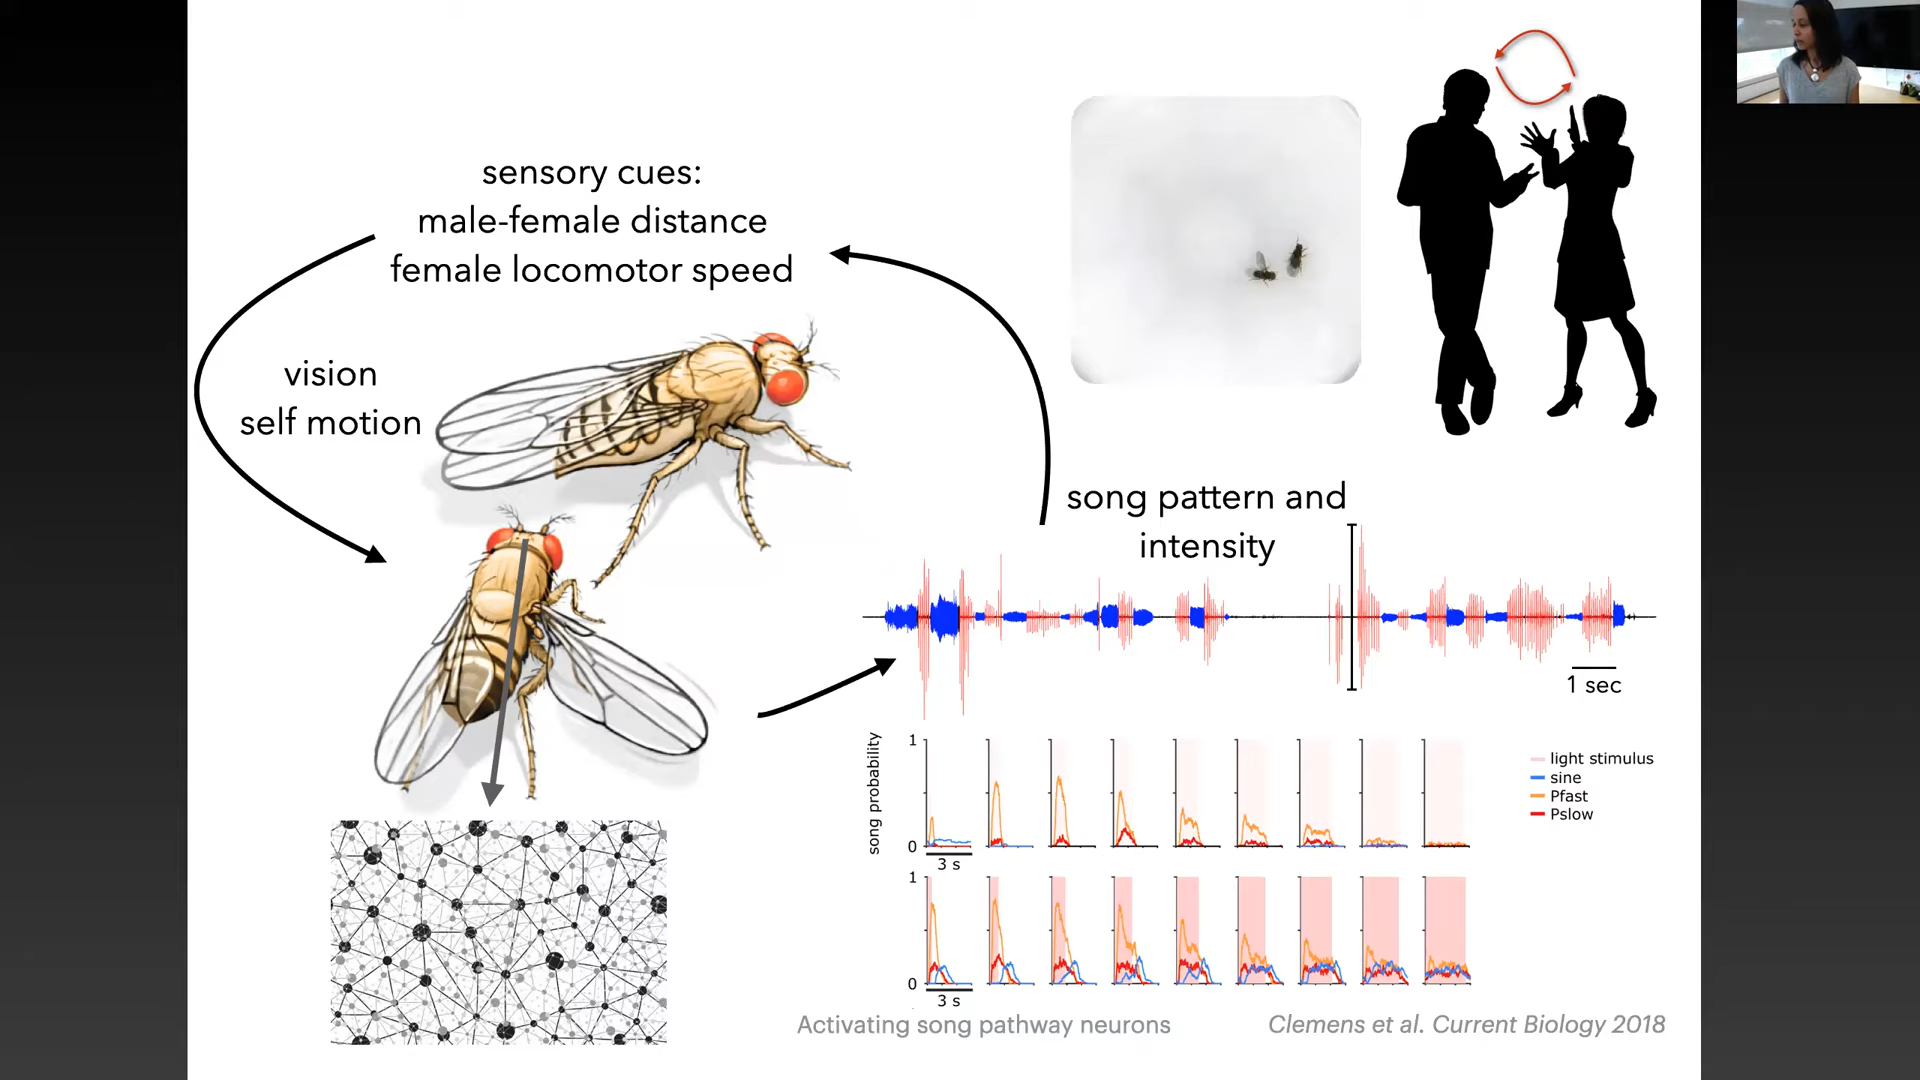 sensory cues:
male-female distance
female locomotor speed
vision
self motion
song pattern and
intensity
1 sec
song probability
1
0
3 s
light stimulus
sine
Pfast
Pslow
1
0
3 s
Activating song pathway neurons
Clemens et al. Current Biology 2018